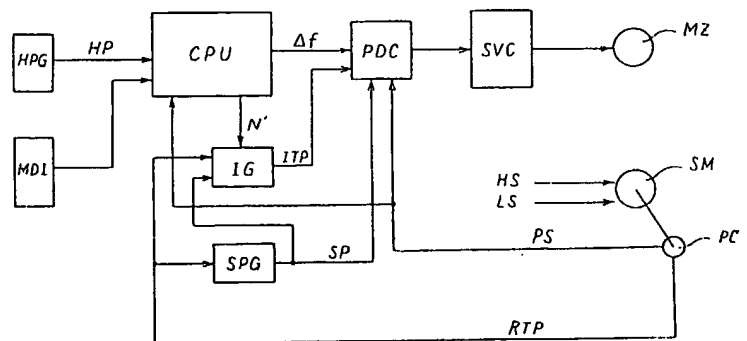 HPG
HP
CPU
Δf
PDC
SVC
MZ
MDI
N'
IG
ITP
HS
LS
SM
SPG
SP
PS
PC
RTP